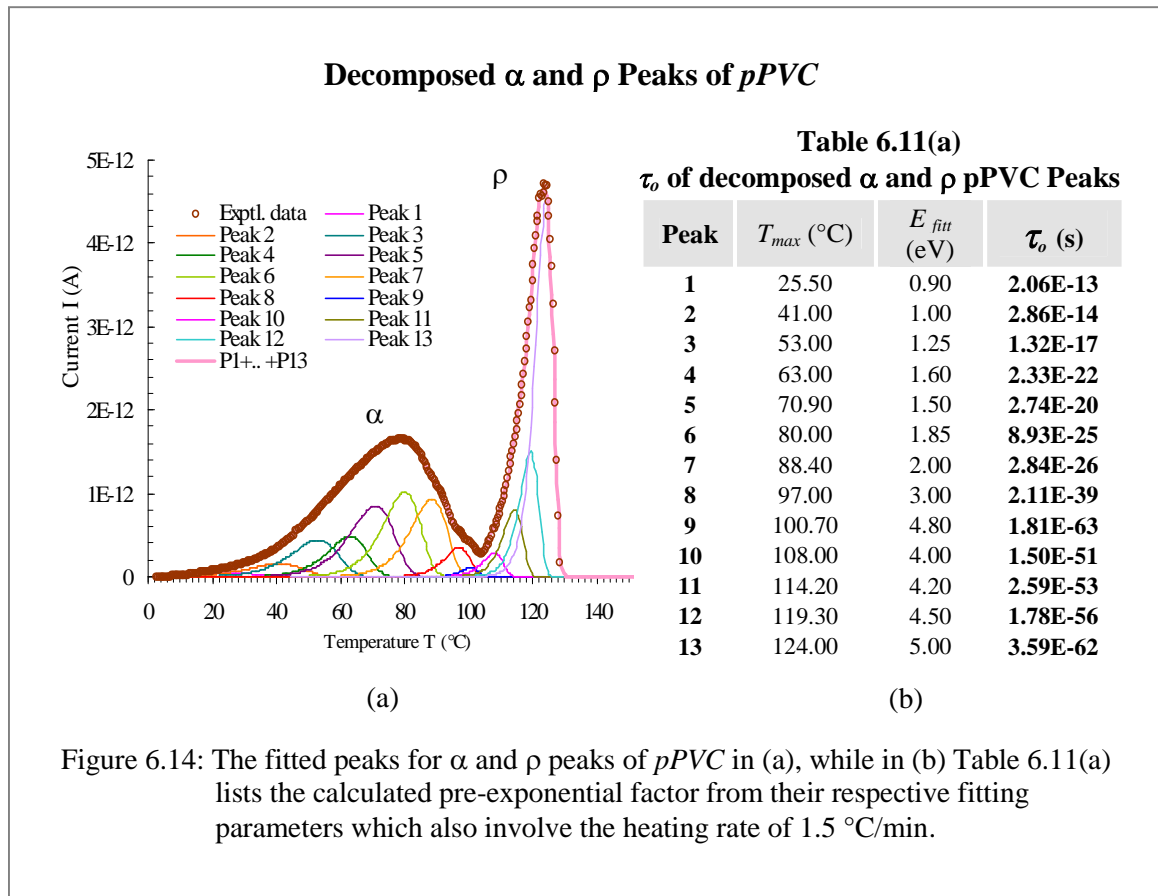 Decomposed α and ρ Peaks of pPVC
5E-12
4E-12
3E-12
2E-12
1E-12
0
Current I (A)
ρ
α
Exptl. data
Peak 1
Peak 2
Peak 3
Peak 4
Peak 5
Peak 6
Peak 7
Peak 8
Peak 9
Peak 10
Peak 11
Peak 12
Peak 13
P1+.. +P13
0 20 40 60 80 100 120 140
Temperature T (°C)
(a)
Table 6.11(a)
τo of decomposed α and ρ pPVC Peaks
Peak Tmax (°C) E fitt (eV) τo (s)
1 25.50 0.90 2.06E-13
2 41.00 1.00 2.86E-14
3 53.00 1.25 1.32E-17
4 63.00 1.60 2.33E-22
5 70.90 1.50 2.74E-20
6 80.00 1.85 8.93E-25
7 88.40 2.00 2.84E-26
8 97.00 3.00 2.11E-39
9 100.70 4.80 1.81E-63
10 108.00 4.00 1.50E-51
11 114.20 4.20 2.59E-53
12 119.30 4.50 1.78E-56
13 124.00 5.00 3.59E-62
(b)
Figure 6.14: The fitted peaks for α and ρ peaks of pPVC in (a), while in (b) Table 6.11(a)
lists the calculated pre-exponential factor from their respective fitting
parameters which also involve the heating rate of 1.5 °C/min.